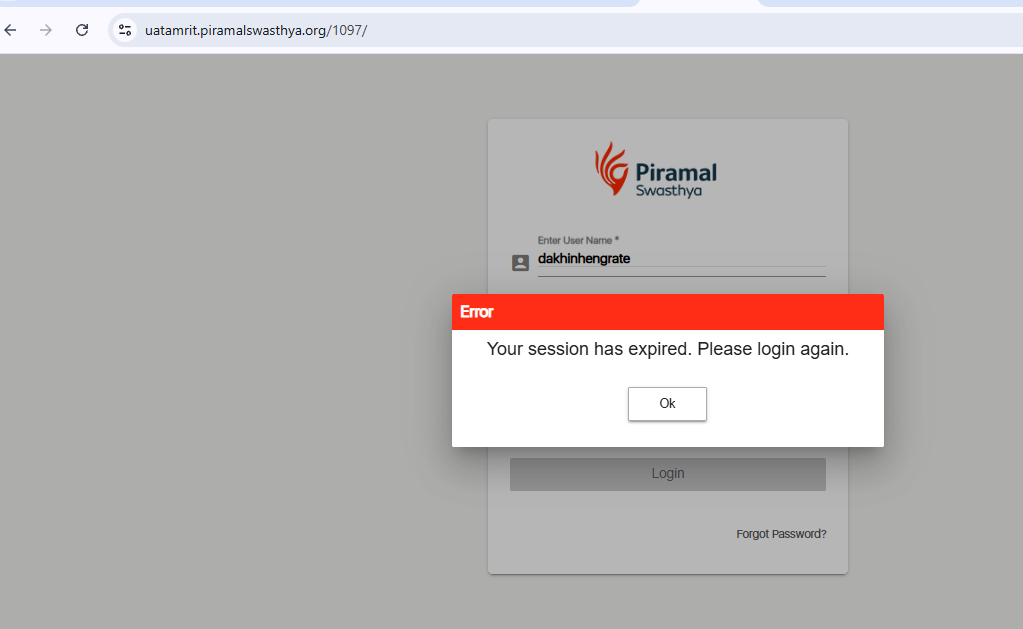 uatamrit.piramalswasthya.org/1097/
Piramal
Swasthya
Enter User Name *
dakhinhengrate
Error
Your session has expired. Please login again.
Ok
Login
Forgot Password?